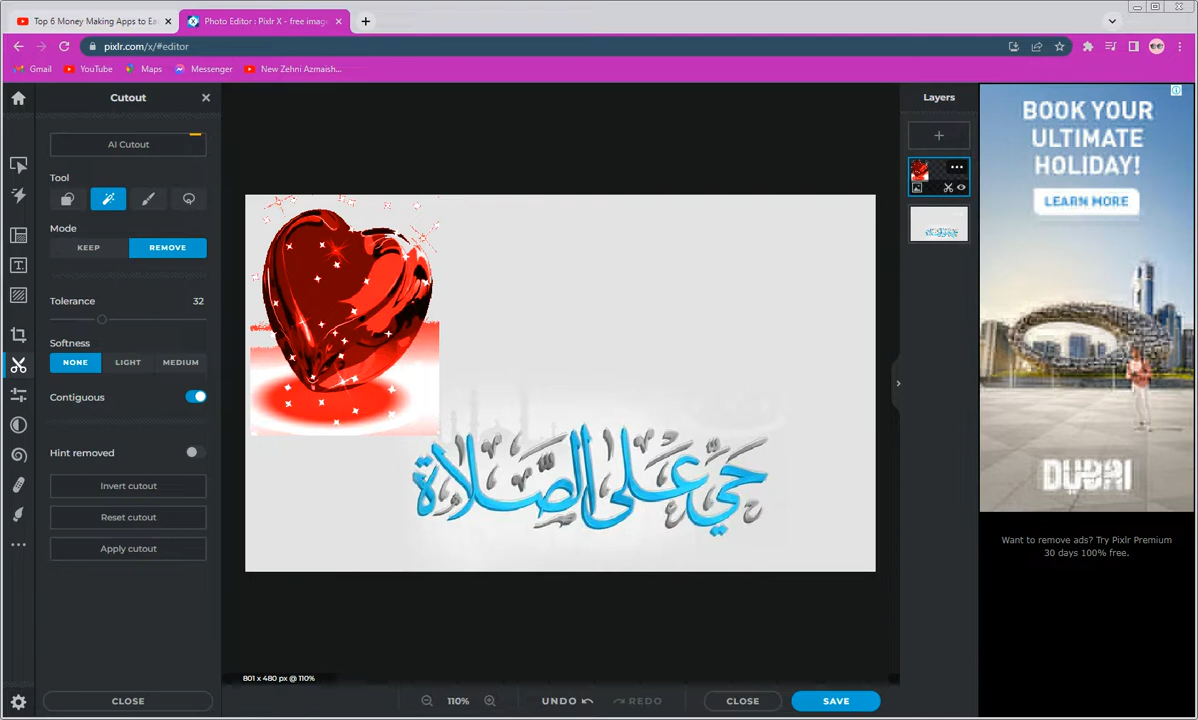 Top 6 Money Making Apps to Ea
Photo Editor : Pixlr X - free imag
pixlr.com/x/#editor
Gmail
YouTube
Maps
Messenger
New Zehni Azmaish...
Cutout
AI Cutout
Tool
Mode
KEEP
REMOVE
Tolerance
32
Softness
NONE
LIGHT
MEDIUM
Contiguous
Hint removed
Invert cutout
Reset cutout
Apply cutout
CLOSE
حي على الصلاة
801 x 480 px @ 110%
110%
UNDO
REDO
CLOSE
SAVE
Layers
BOOK YOUR
ULTIMATE
HOLIDAY!
LEARN MORE
DUBAI
Want to remove ads? Try Pixlr Premium
30 days 100% free.